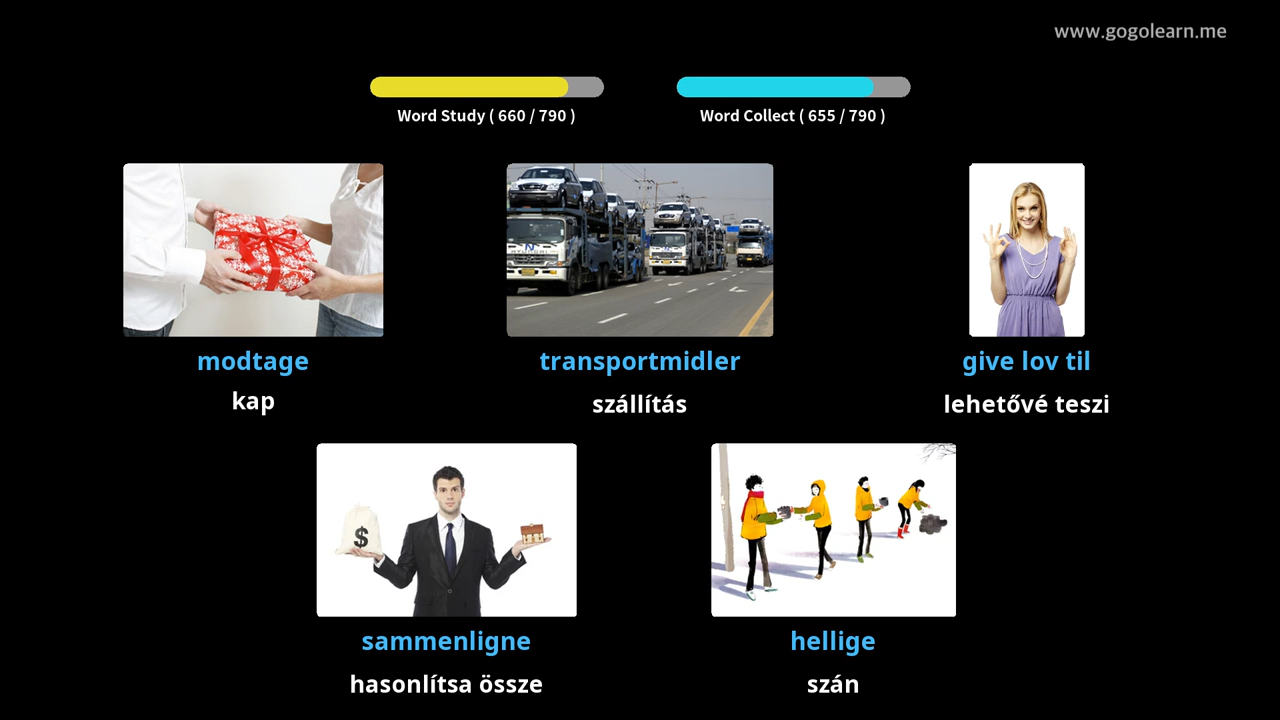 www.gogolearn.me
Word Study ( 660 / 790 )
Word Collect ( 655 / 790 )
modtage
kap
transportmidler
szállítás
give lov til
lehetővé teszi
$
sammenligne
hasonlítsa össze
hellige
szán